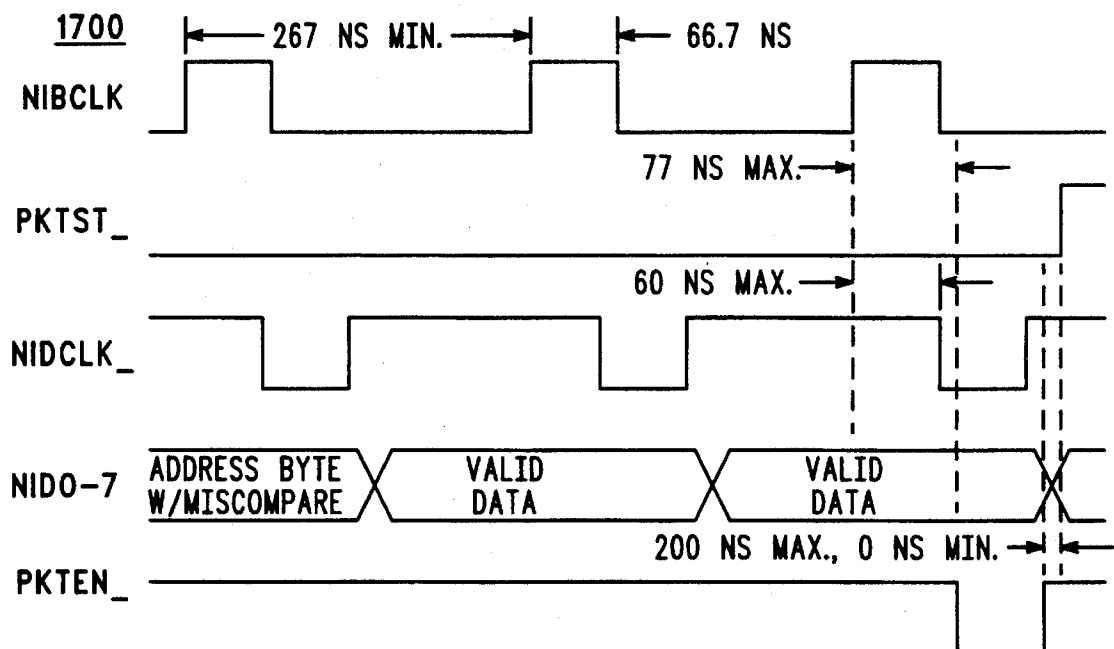 1700
267 NS MIN.
66.7 NS
NIBCLK
77 NS MAX.
PKTST_
60 NS MAX.
NIDCLK_
NIDO-7
ADDRESS BYTE
W/MISCOMPARE
VALID
DATA
VALID
DATA
200 NS MAX., 0 NS MIN.
PKTEN_